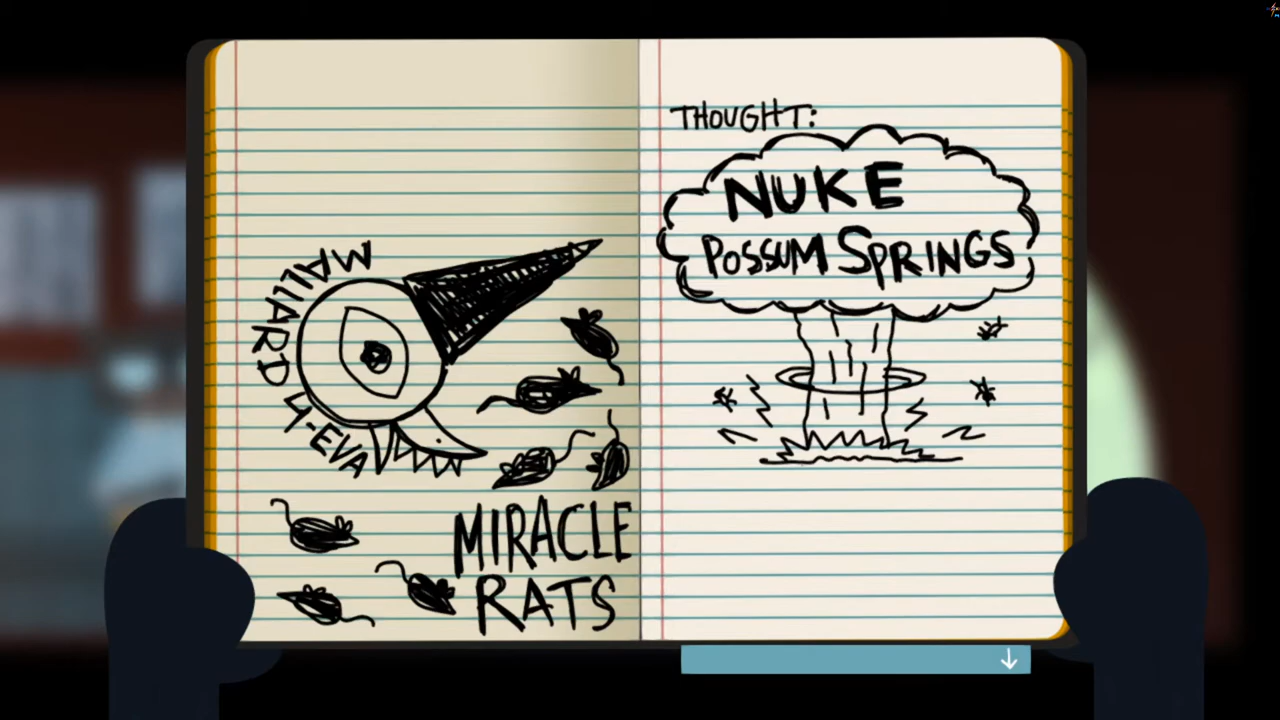 MALLARD 4-EVA
MIRACLE
RATS
THOUGHT:
NUKE
POSSUM SPRINGS